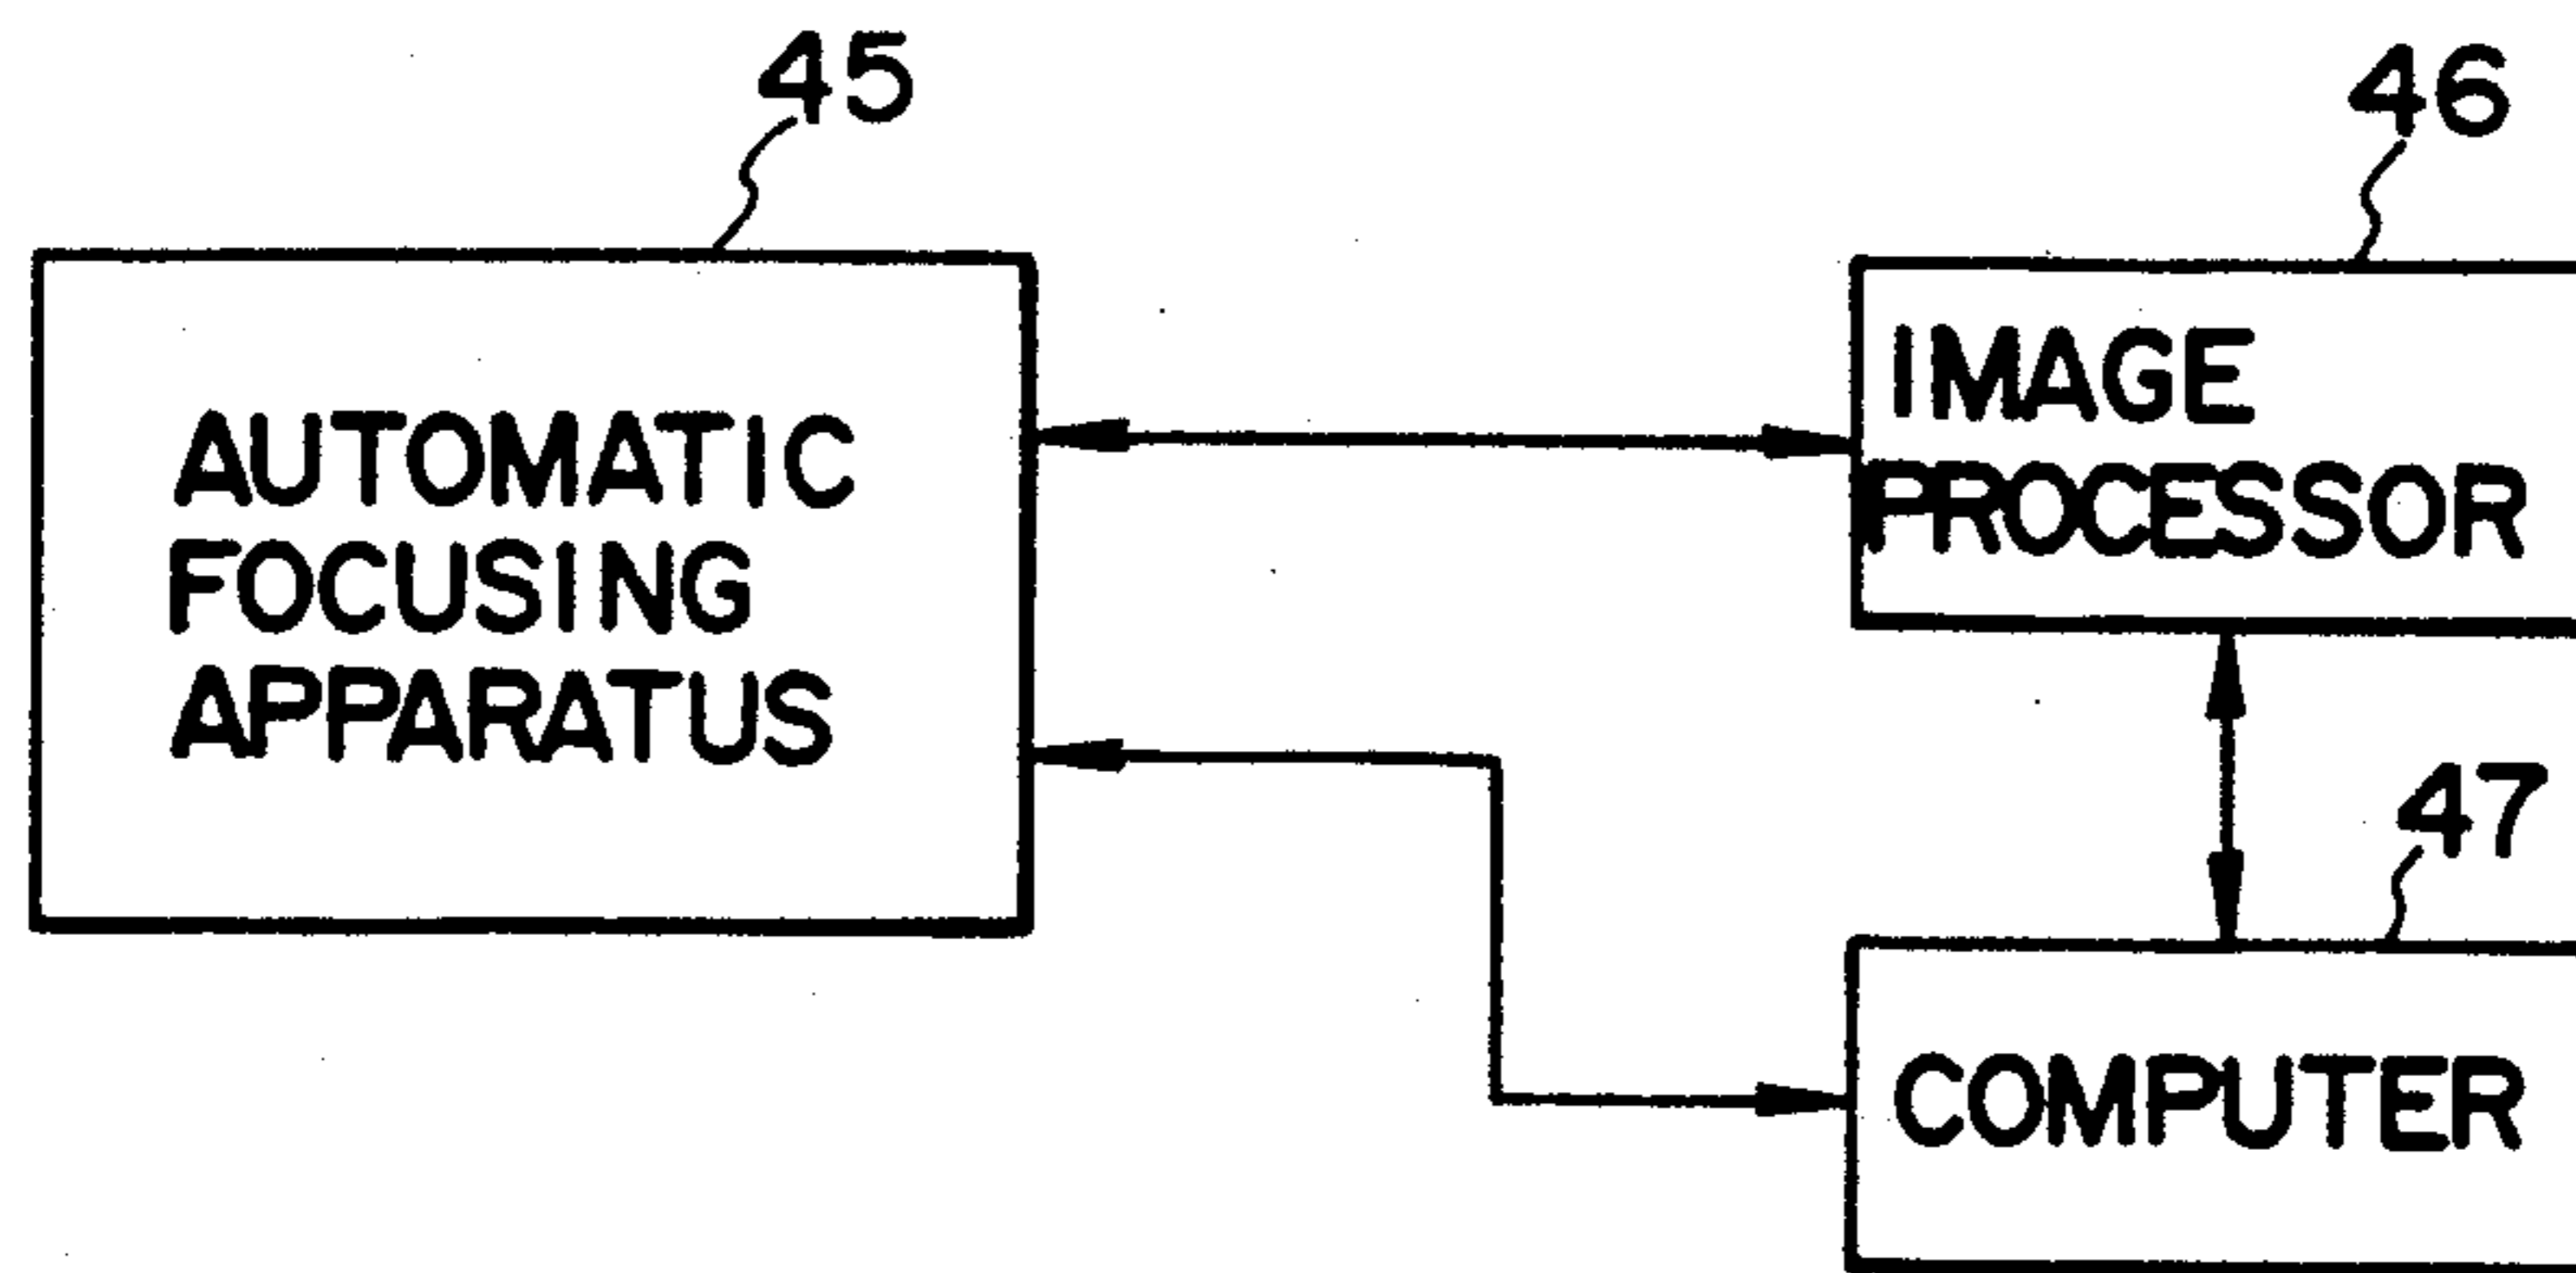 45
46
AUTOMATIC
FOCUSING
APPARATUS
IMAGE
PROCESSOR
47
COMPUTER